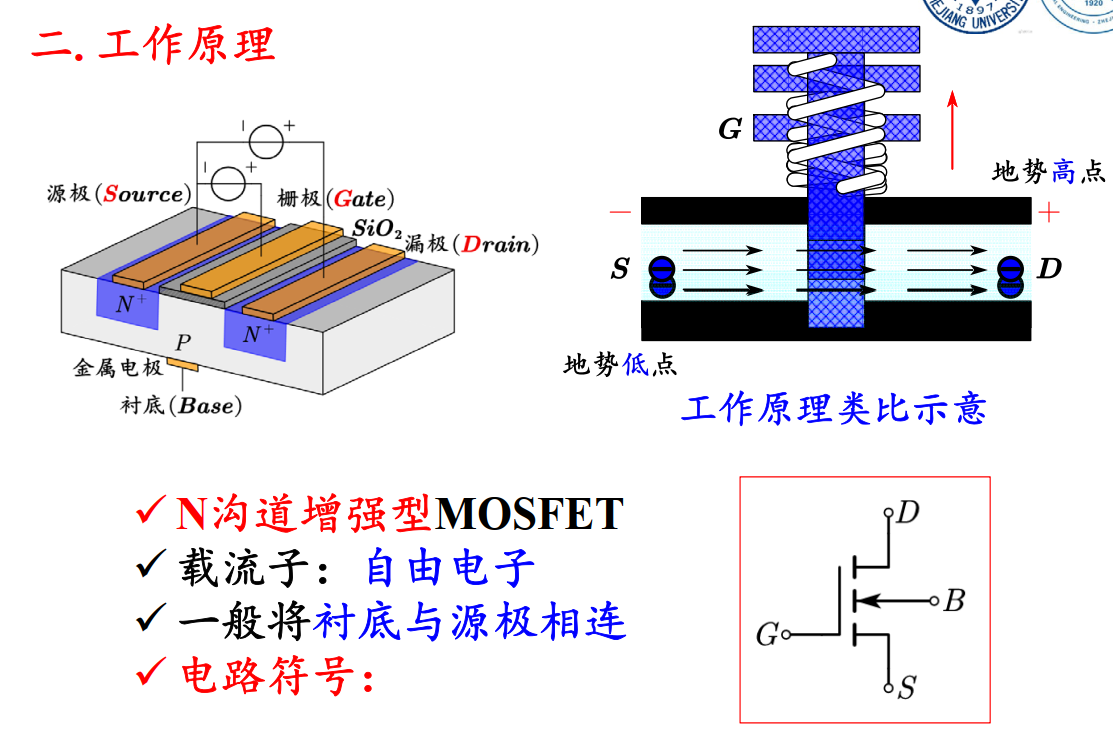 二. 工作原理
1897
ZHEJIANG UNIVERSITY
1920
源极(Source)
栅极(Gate)
SiO2
漏极(Drain)
N+
N+
P
金属电极
衬底(Base)
G
地势高点
S
D
地势低点
工作原理类比示意
✓ N沟道增强型MOSFET
✓ 载流子：自由电子
✓ 一般将衬底与源极相连
✓ 电路符号：
D
B
G
S